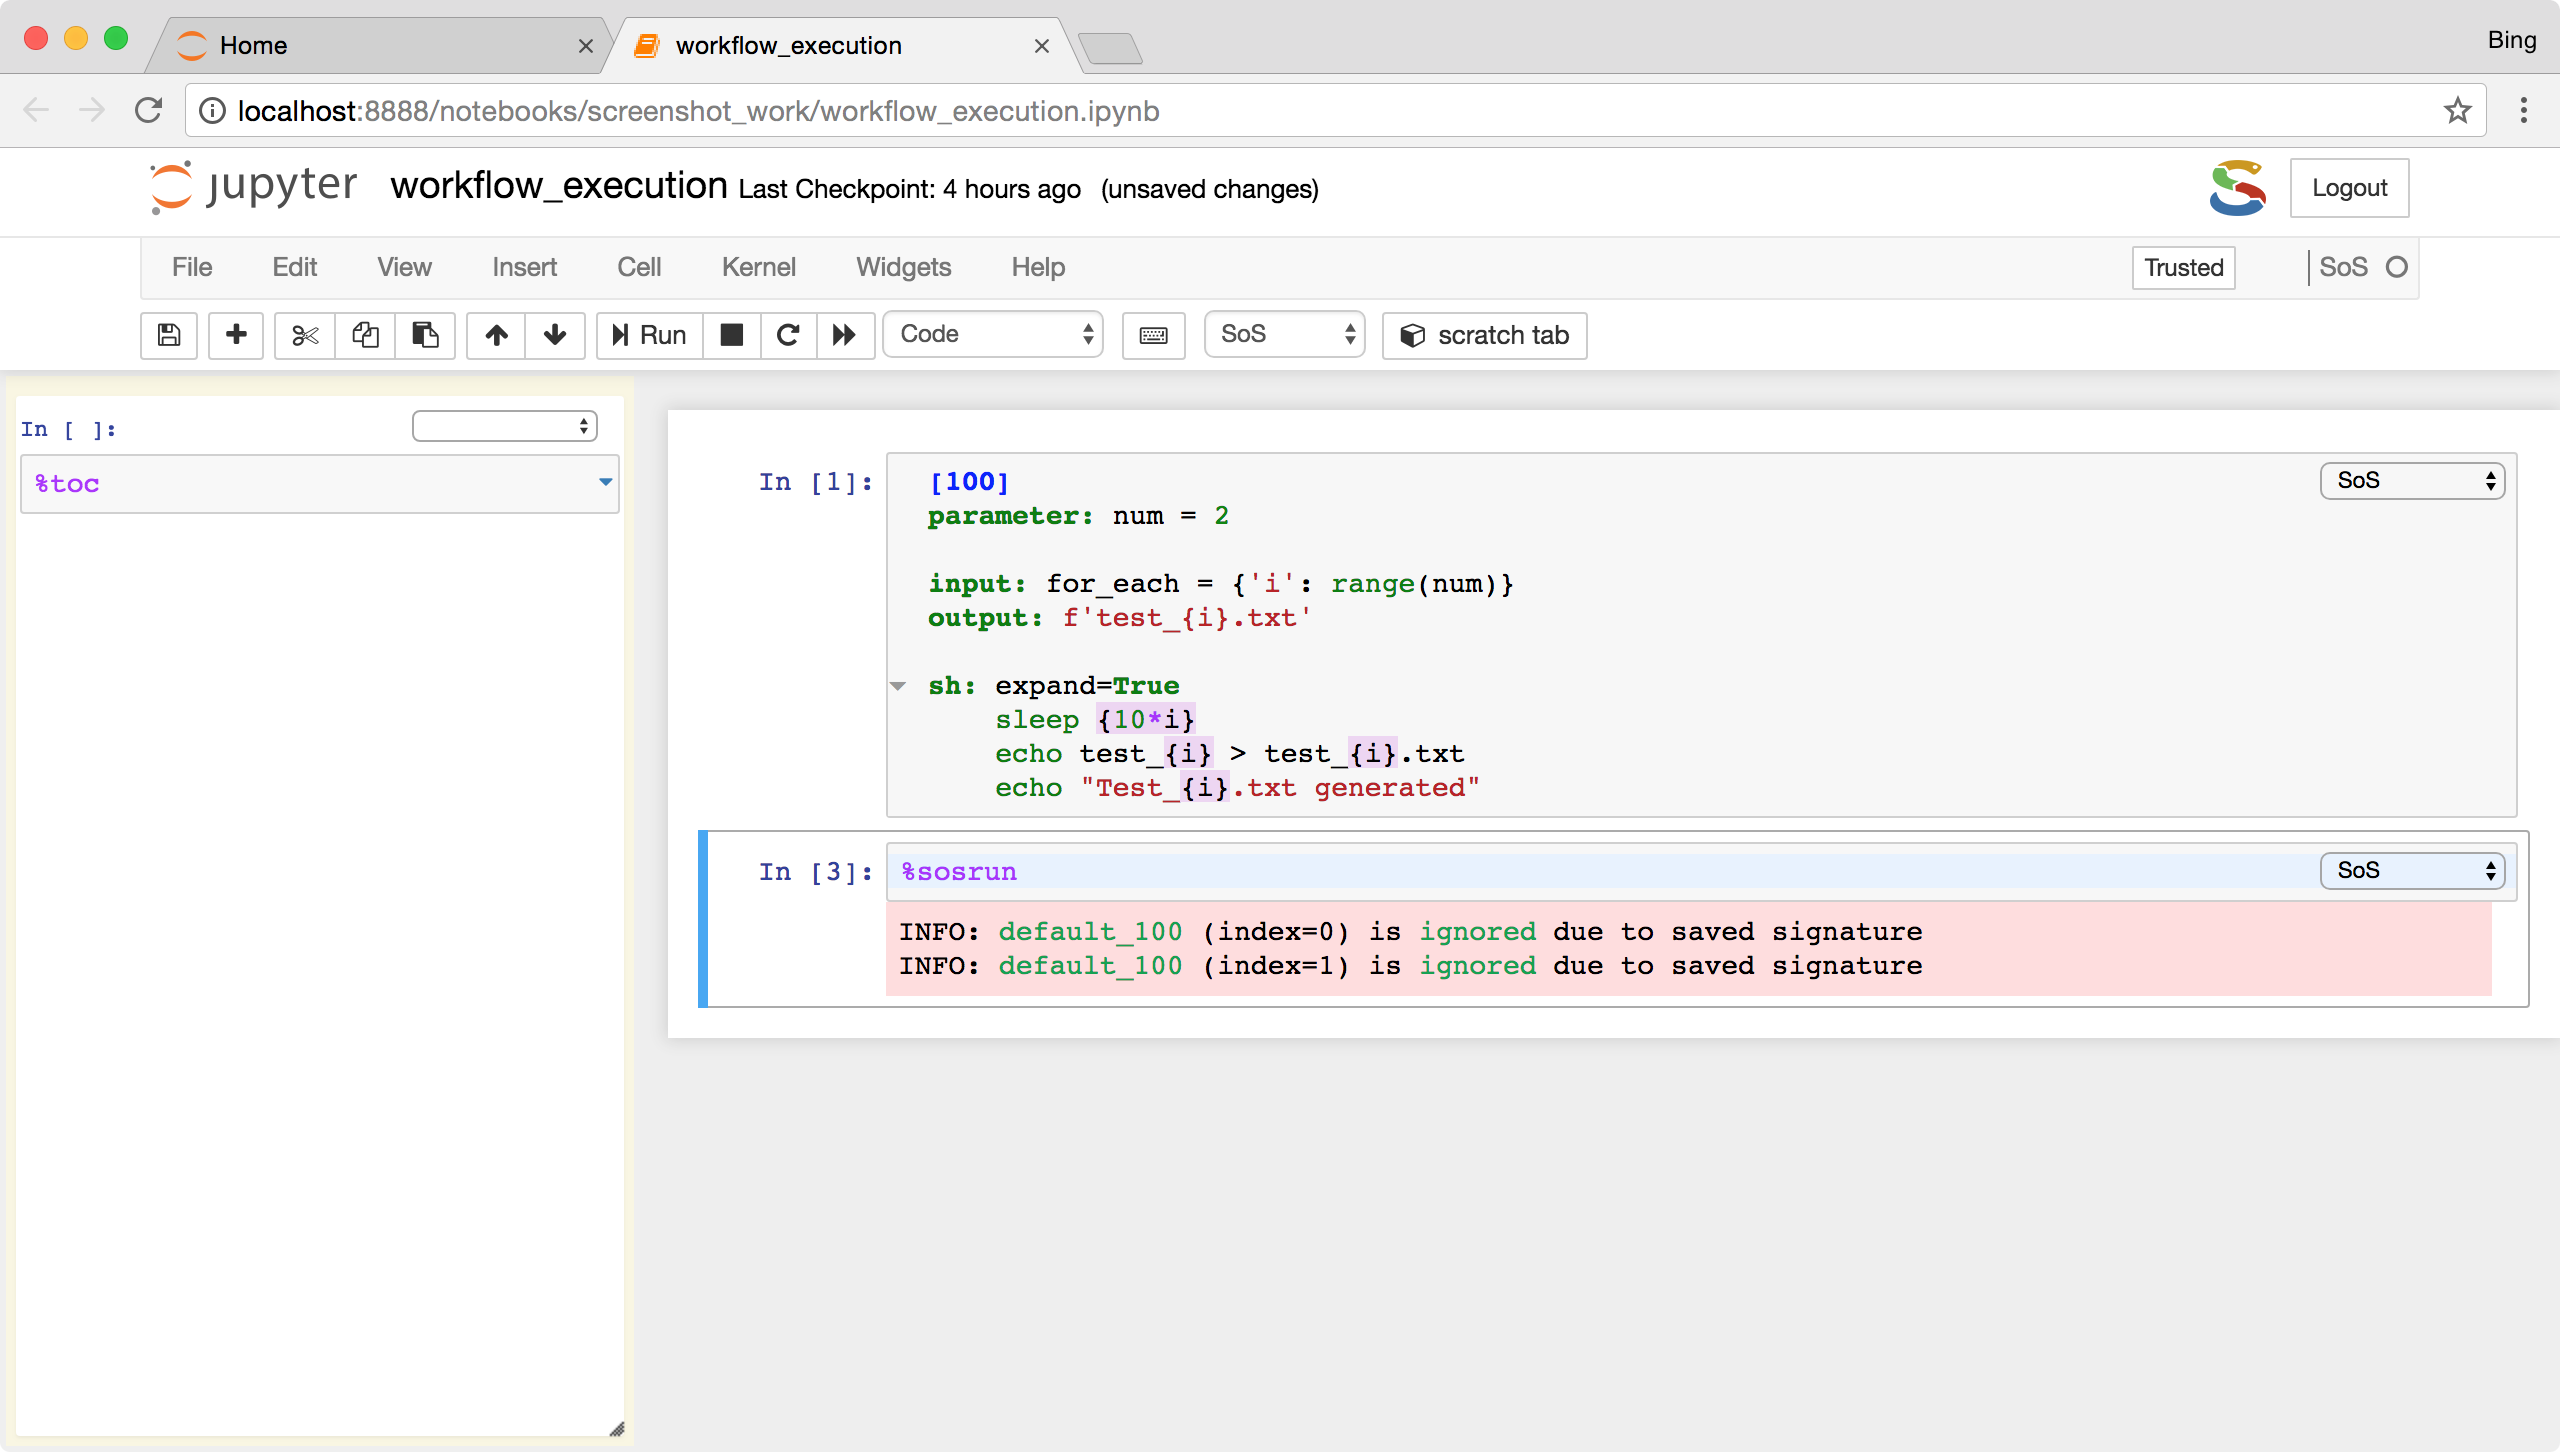 Home
workflow_execution
Bing
localhost:8888/notebooks/screenshot_work/workflow_execution.ipynb
jupyter workflow_execution Last Checkpoint: 4 hours ago (unsaved changes)
Logout
File Edit View Insert Cell Kernel Widgets Help
Trusted
SoS
Run
Code
SoS
scratch tab
In [ ]:
%toc
In [1]:
[100]
SoS
parameter: num = 2
input: for_each = {'i': range(num)}
output: f'test_{i}.txt'
sh: expand=True
sleep {10*i}
echo test_{i} > test_{i}.txt
echo "Test_{i}.txt generated"
In [3]:
%sosrun
SoS
INFO: default_100 (index=0) is ignored due to saved signature
INFO: default_100 (index=1) is ignored due to saved signature